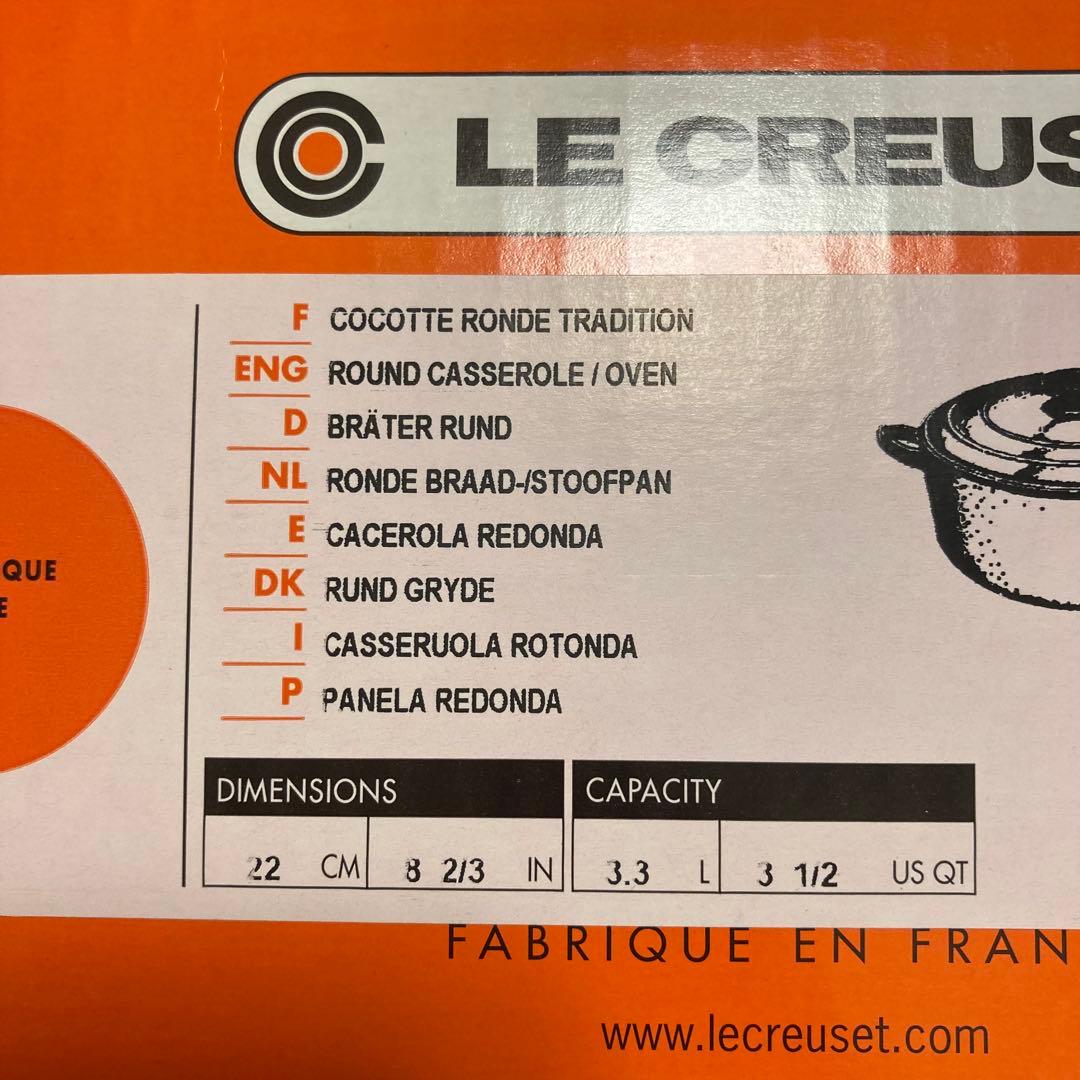 LE CREUS
F COCOTTE RONDE TRADITION
ENG ROUND CASSEROLE / OVEN
D BRÄTER RUND
NL RONDE BRAAD-/STOOFPAN
E CACEROLA REDONDA
DK RUND GRYDE
I CASSERUOLA ROTONDA
P PANELA REDONDA
QUE
E
DIMENSIONS CAPACITY
22 CM 8 2/3 IN 3.3 L 3 1/2 US QT
FABRIQUE EN FRAN
www.lecreuset.com